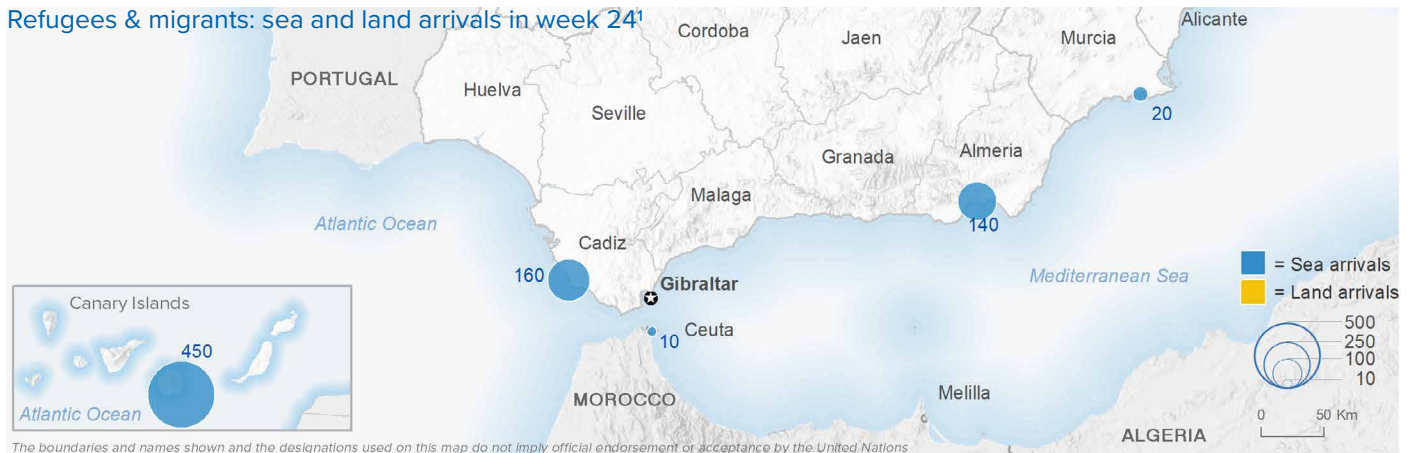 Refugees & migrants: sea and land arrivals in week 24¹
Alicante
Cordoba
Jaen
Murcia
PORTUGAL
Huelva
Seville
20
Almeria
Granada
Malaga
Atlantic Ocean
140
Cadiz
160
Mediterranean Sea
Gibraltar
= Sea arrivals
= Land arrivals
Canary Islands
Ceuta
10
500
250
100
10
450
Melilla
MOROCCO
Atlantic Ocean
0 50 Km
ALGERIA
The boundaries and names shown and the designations used on this map do not imply official endorsement or acceptance by the United Nations